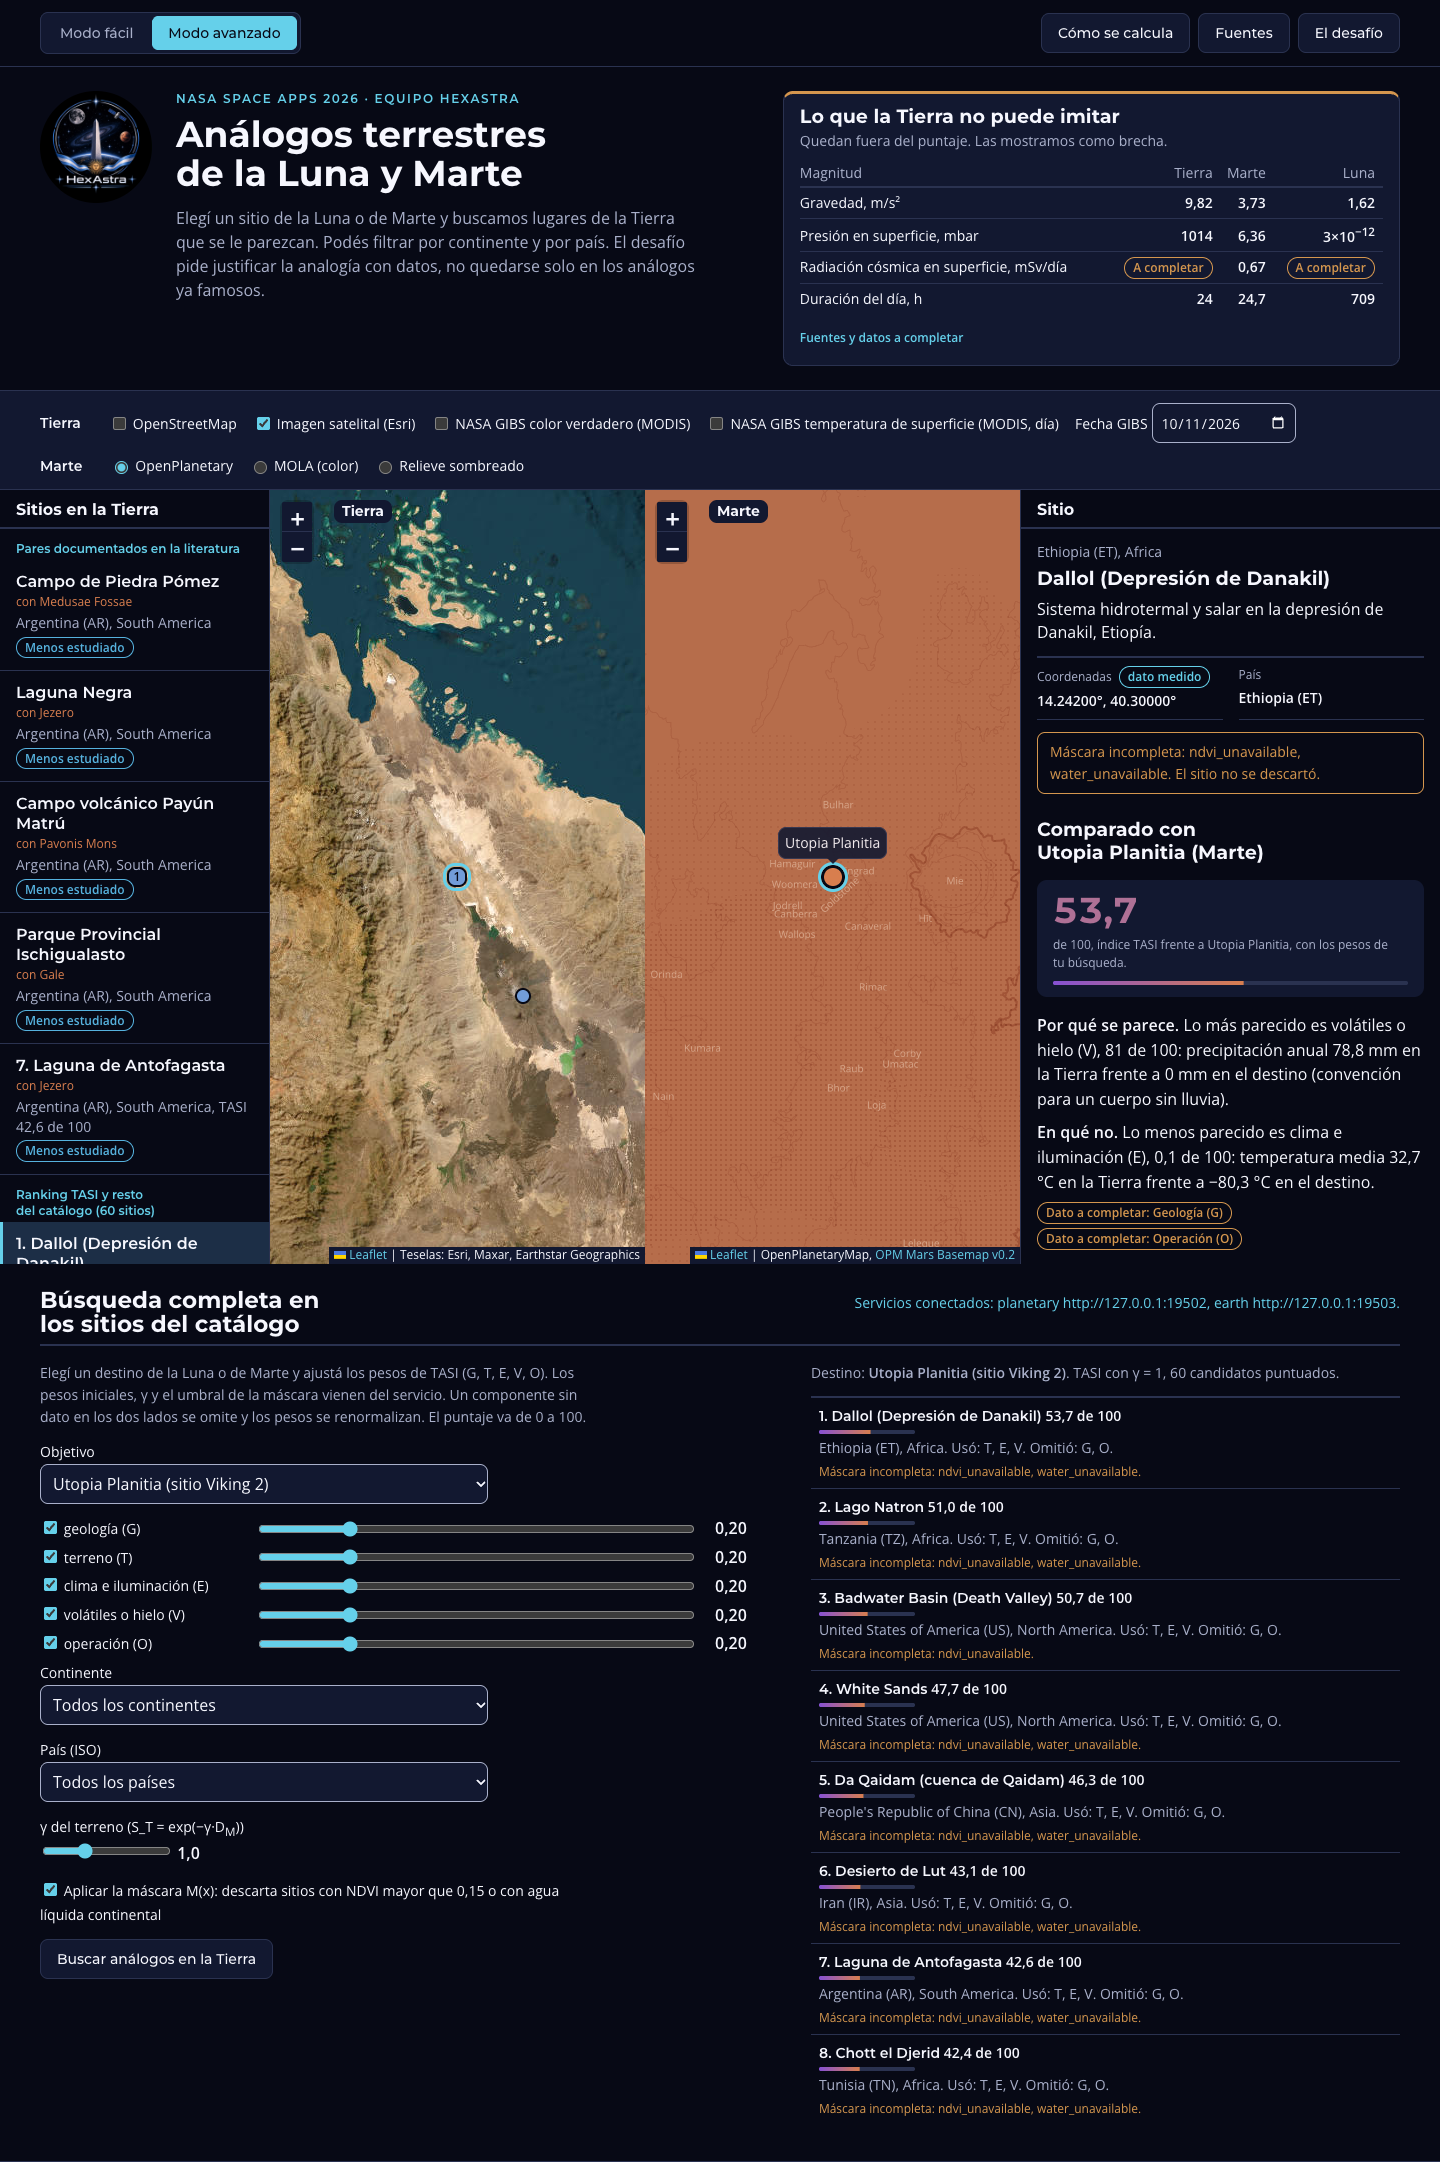 Modo fácil
Modo avanzado
Cómo se calcula
Fuentes
El desafío
HexAstra
NASA SPACE APPS 2026 · EQUIPO HEXASTRA
Análogos terrestres
de la Luna y Marte
Elegí un sitio de la Luna o de Marte y buscamos lugares de la Tierra
que se le parezcan. Podés filtrar por continente y por país. El desafío
pide justificar la analogía con datos, no quedarse solo en los análogos
ya famosos.
Lo que la Tierra no puede imitar
Quedan fuera del puntaje. Las mostramos como brecha.
Magnitud Tierra Marte Luna
Gravedad, m/s² 9,82 3,73 1,62
Presión en superficie, mbar 1014 6,36 3×10⁻¹²
Radiación cósmica en superficie, mSv/día A completar 0,67 A completar
Duración del día, h 24 24,7 709
Fuentes y datos a completar
Tierra OpenStreetMap Imagen satelital (Esri) NASA GIBS color verdadero (MODIS) NASA GIBS temperatura de superficie (MODIS, día) Fecha GIBS 10/11/2026
Marte OpenPlanetary MOLA (color) Relieve sombreado
Sitios en la Tierra
Pares documentados en la literatura
Campo de Piedra Pómez
con Medusae Fossae
Argentina (AR), South America
Menos estudiado
Laguna Negra
con Jezero
Argentina (AR), South America
Menos estudiado
Campo volcánico Payún
Matrú
con Pavonis Mons
Argentina (AR), South America
Menos estudiado
Parque Provincial
Ischigualasto
con Gale
Argentina (AR), South America
Menos estudiado
7. Laguna de Antofagasta
con Jezero
Argentina (AR), South America, TASI
42,6 de 100
Menos estudiado
Ranking TASI y resto
del catálogo (60 sitios)
1. Dallol (Depresión de
Danakil)
+
−
Tierra
1
Leaflet | Teselas: Esri, Maxar, Earthstar Geographics
+
−
Marte
Bulhar
Utopia Planitia
Hamaguir
Woomera
Goldstone
Mie
Jodrell
Canberra
Canaveral
Hit
Wallops
Orinda
Rimac
Kumara
Corby
Umatac
Raub
Bhor
Nain
Loja
Leleque
Leaflet | OpenPlanetaryMap, OPM Mars Basemap v0.2
Sitio
Ethiopia (ET), Africa
Dallol (Depresión de Danakil)
Sistema hidrotermal y salar en la depresión de
Danakil, Etiopía.
Coordenadas dato medido
14.24200°, 40.30000°
País
Ethiopia (ET)
Máscara incompleta: ndvi_unavailable,
water_unavailable. El sitio no se descartó.
Comparado con
Utopia Planitia (Marte)
53,7
de 100, índice TASI frente a Utopia Planitia, con los pesos de
tu búsqueda.
Por qué se parece. Lo más parecido es volátiles o
hielo (V), 81 de 100: precipitación anual 78,8 mm en
la Tierra frente a 0 mm en el destino (convención
para un cuerpo sin lluvia).
En qué no. Lo menos parecido es clima e
iluminación (E), 0,1 de 100: temperatura media 32,7
°C en la Tierra frente a −80,3 °C en el destino.
Dato a completar: Geología (G)
Dato a completar: Operación (O)
Búsqueda completa en
los sitios del catálogo
Servicios conectados: planetary http://127.0.0.1:19502, earth http://127.0.0.1:19503.
Elegí un destino de la Luna o de Marte y ajustá los pesos de TASI (G, T, E, V, O). Los
pesos iniciales, γ y el umbral de la máscara vienen del servicio. Un componente sin
dato en los dos lados se omite y los pesos se renormalizan. El puntaje va de 0 a 100.
Objetivo
Utopia Planitia (sitio Viking 2)
geología (G) 0,20
terreno (T) 0,20
clima e iluminación (E) 0,20
volátiles o hielo (V) 0,20
operación (O) 0,20
Continente
Todos los continentes
País (ISO)
Todos los países
γ del terreno (S_T = exp(−γ·D_M))
1,0
Aplicar la máscara M(x): descarta sitios con NDVI mayor que 0,15 o con agua
líquida continental
Buscar análogos en la Tierra
Destino: Utopia Planitia (sitio Viking 2). TASI con γ = 1, 60 candidatos puntuados.
1. Dallol (Depresión de Danakil) 53,7 de 100
Ethiopia (ET), Africa. Usó: T, E, V. Omitió: G, O.
Máscara incompleta: ndvi_unavailable, water_unavailable.
2. Lago Natron 51,0 de 100
Tanzania (TZ), Africa. Usó: T, E, V. Omitió: G, O.
Máscara incompleta: ndvi_unavailable, water_unavailable.
3. Badwater Basin (Death Valley) 50,7 de 100
United States of America (US), North America. Usó: T, E, V. Omitió: G, O.
Máscara incompleta: ndvi_unavailable.
4. White Sands 47,7 de 100
United States of America (US), North America. Usó: T, E, V. Omitió: G, O.
Máscara incompleta: ndvi_unavailable, water_unavailable.
5. Da Qaidam (cuenca de Qaidam) 46,3 de 100
People's Republic of China (CN), Asia. Usó: T, E, V. Omitió: G, O.
Máscara incompleta: ndvi_unavailable, water_unavailable.
6. Desierto de Lut 43,1 de 100
Iran (IR), Asia. Usó: T, E, V. Omitió: G, O.
Máscara incompleta: ndvi_unavailable, water_unavailable.
7. Laguna de Antofagasta 42,6 de 100
Argentina (AR), South America. Usó: T, E, V. Omitió: G, O.
Máscara incompleta: ndvi_unavailable, water_unavailable.
8. Chott el Djerid 42,4 de 100
Tunisia (TN), Africa. Usó: T, E, V. Omitió: G, O.
Máscara incompleta: ndvi_unavailable, water_unavailable.